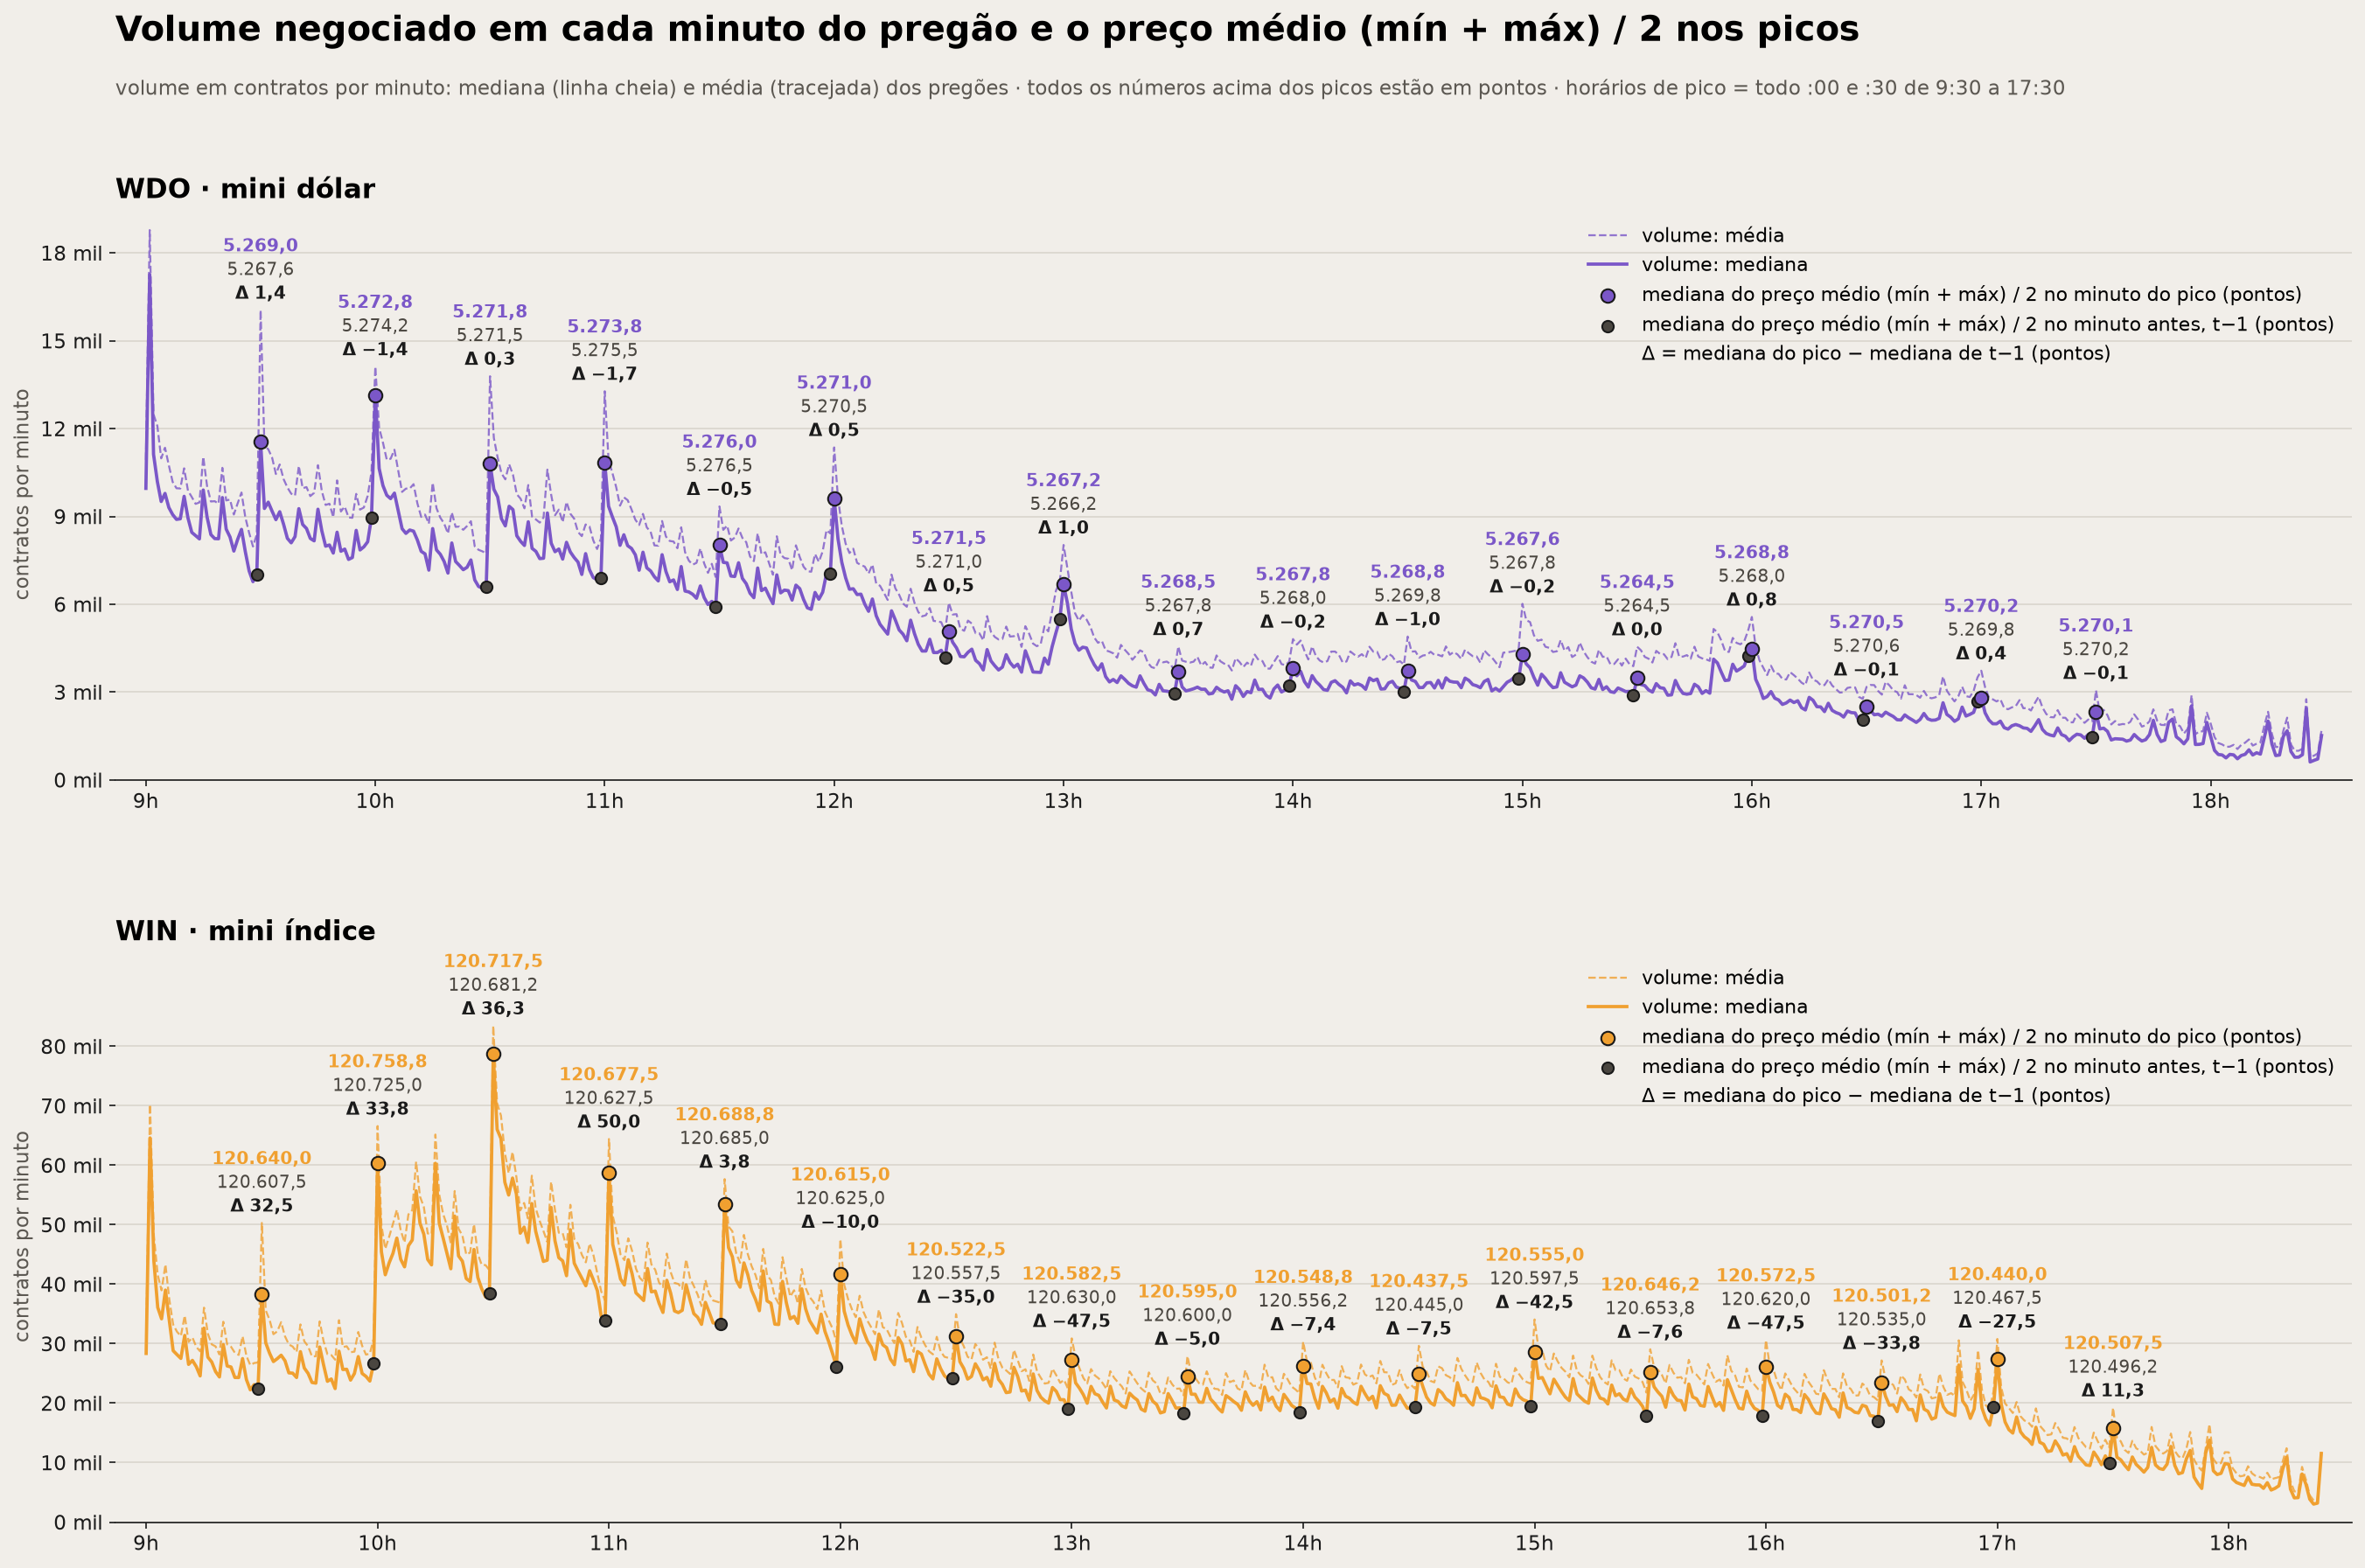 Volume negociado em cada minuto do pregão e o preço médio (mín + máx) / 2 nos picos
volume em contratos por minuto: mediana (linha cheia) e média (tracejada) dos pregões · todos os números acima dos picos estão em pontos · horários de pico = todo :00 e :30 de 9:30 a 17:30
WDO · mini dólar
volume: média
volume: mediana
mediana do preço médio (mín + máx) / 2 no minuto do pico (pontos)
mediana do preço médio (mín + máx) / 2 no minuto antes, t−1 (pontos)
Δ = mediana do pico − mediana de t−1 (pontos)
contratos por minuto
18 mil
15 mil
12 mil
9 mil
6 mil
3 mil
0 mil
5.269,0
5.267,6
Δ 1,4
5.272,8
5.274,2
Δ −1,4
5.271,8
5.271,5
Δ 0,3
5.273,8
5.275,5
Δ −1,7
5.276,0
5.276,5
Δ −0,5
5.271,0
5.270,5
Δ 0,5
5.271,5
5.271,0
Δ 0,5
5.267,2
5.266,2
Δ 1,0
5.268,5
5.267,8
Δ 0,7
5.267,8
5.268,0
Δ −0,2
5.268,8
5.269,8
Δ −1,0
5.267,6
5.267,8
Δ −0,2
5.264,5
5.264,5
Δ 0,0
5.268,8
5.268,0
Δ 0,8
5.270,5
5.270,6
Δ −0,1
5.270,2
5.269,8
Δ 0,4
5.270,1
5.270,2
Δ −0,1
9h 10h 11h 12h 13h 14h 15h 16h 17h 18h
WIN · mini índice
volume: média
volume: mediana
mediana do preço médio (mín + máx) / 2 no minuto do pico (pontos)
mediana do preço médio (mín + máx) / 2 no minuto antes, t−1 (pontos)
Δ = mediana do pico − mediana de t−1 (pontos)
contratos por minuto
80 mil
70 mil
60 mil
50 mil
40 mil
30 mil
20 mil
10 mil
0 mil
120.640,0
120.607,5
Δ 32,5
120.758,8
120.725,0
Δ 33,8
120.717,5
120.681,2
Δ 36,3
120.677,5
120.627,5
Δ 50,0
120.688,8
120.685,0
Δ 3,8
120.615,0
120.625,0
Δ −10,0
120.522,5
120.557,5
Δ −35,0
120.582,5
120.630,0
Δ −47,5
120.595,0
120.600,0
Δ −5,0
120.548,8
120.556,2
Δ −7,4
120.437,5
120.445,0
Δ −7,5
120.555,0
120.597,5
Δ −42,5
120.646,2
120.653,8
Δ −7,6
120.572,5
120.620,0
Δ −47,5
120.501,2
120.535,0
Δ −33,8
120.440,0
120.467,5
Δ −27,5
120.507,5
120.496,2
Δ 11,3
9h 10h 11h 12h 13h 14h 15h 16h 17h 18h